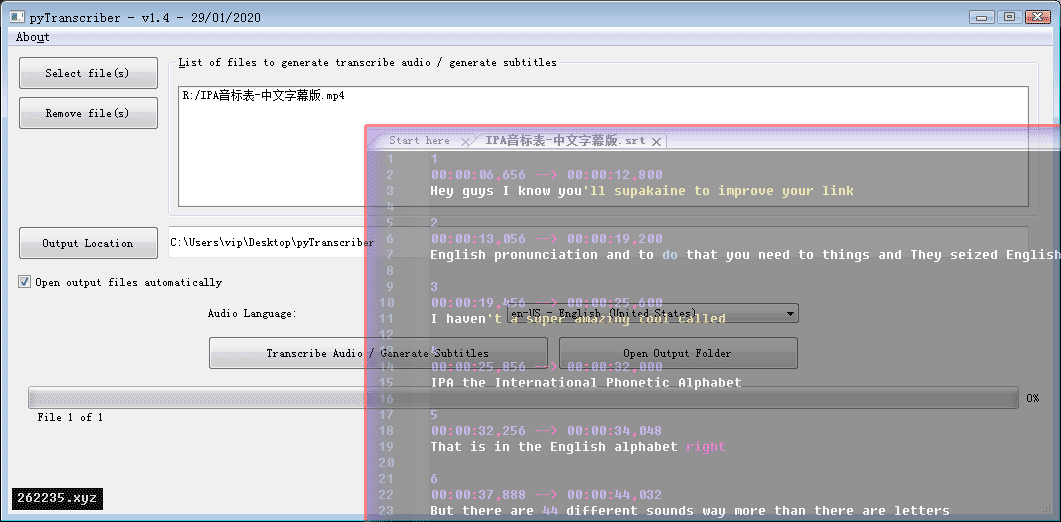 pyTranscriber - v1.4 - 29/01/2020
About
Select file(s)
Remove file(s)
List of files to generate transcribe audio / generate subtitles
R:/IPA音标表-中文字幕版.mp4
Output Location
C:\Users\vip\Desktop\pyTranscriber
Open output files automatically
Audio Language:
en-US - English (United States)
Transcribe Audio / Generate Subtitles
Open Output Folder
0%
File 1 of 1
262235.xyz
Start here
IPA音标表-中文字幕版.srt
1 1
2 00:00:06,656 --> 00:00:12,800
3 Hey guys I know you'll supakaine to improve your link
4
5 2
6 00:00:13,056 --> 00:00:19,200
7 English pronunciation and to do that you need to things and They seized English
8
9 3
10 00:00:19,456 --> 00:00:25,600
11 I haven't a super amazing tool called
12
13 4
14 00:00:25,856 --> 00:00:32,000
15 IPA the International Phonetic Alphabet
16
17 5
18 00:00:32,256 --> 00:00:34,048
19 That is in the English alphabet right
20
21 6
22 00:00:37,888 --> 00:00:44,032
23 But there are 44 different sounds way more than there are letters